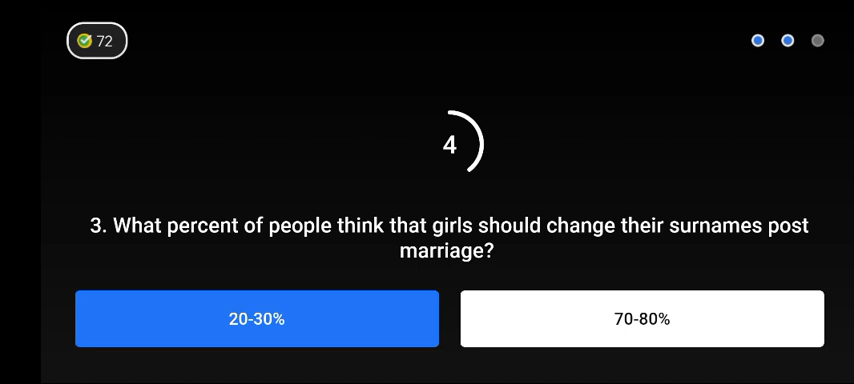 72
4
3. What percent of people think that girls should change their surnames post
marriage?
20-30%
70-80%